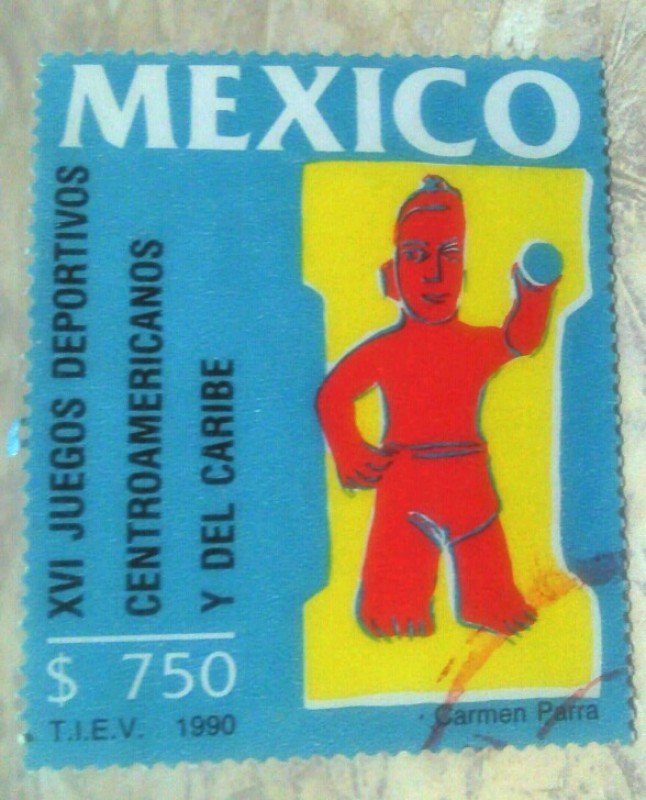 MEXICO
XVI JUEGOS DEPORTIVOS
CENTROAMERICANOS
Y DEL CARIBE
$ 750
T.I.E.V. 1990
Carmen Parra